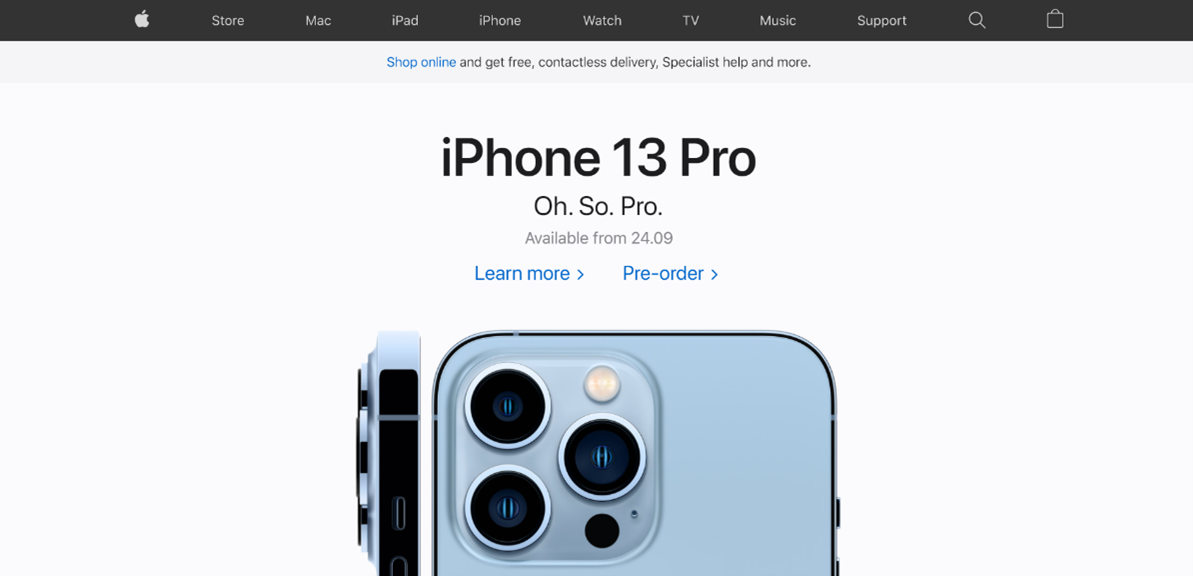 Store Mac iPad iPhone Watch TV Music Support
Shop online and get free, contactless delivery, Specialist help and more.
iPhone 13 Pro
Oh. So. Pro.
Available from 24.09
Learn more > Pre-order >